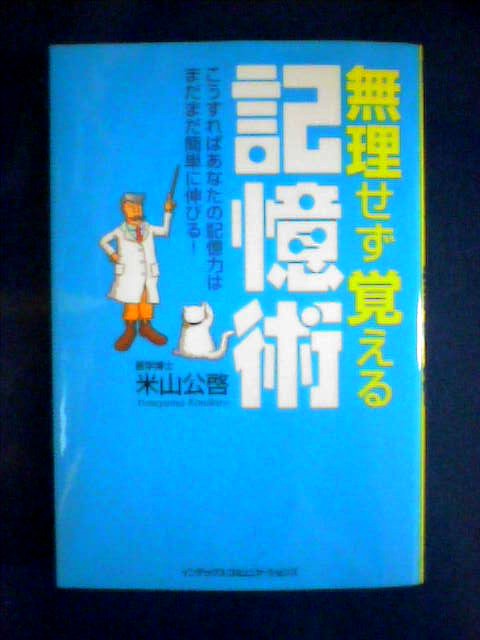 無理せず覚える
記憶術
こうすればあなたの記憶力は
まだまだ簡単に伸びる！
医学博士
米山公啓
Yoneyama Kimihiro
インデックス・コミュニケーションズ